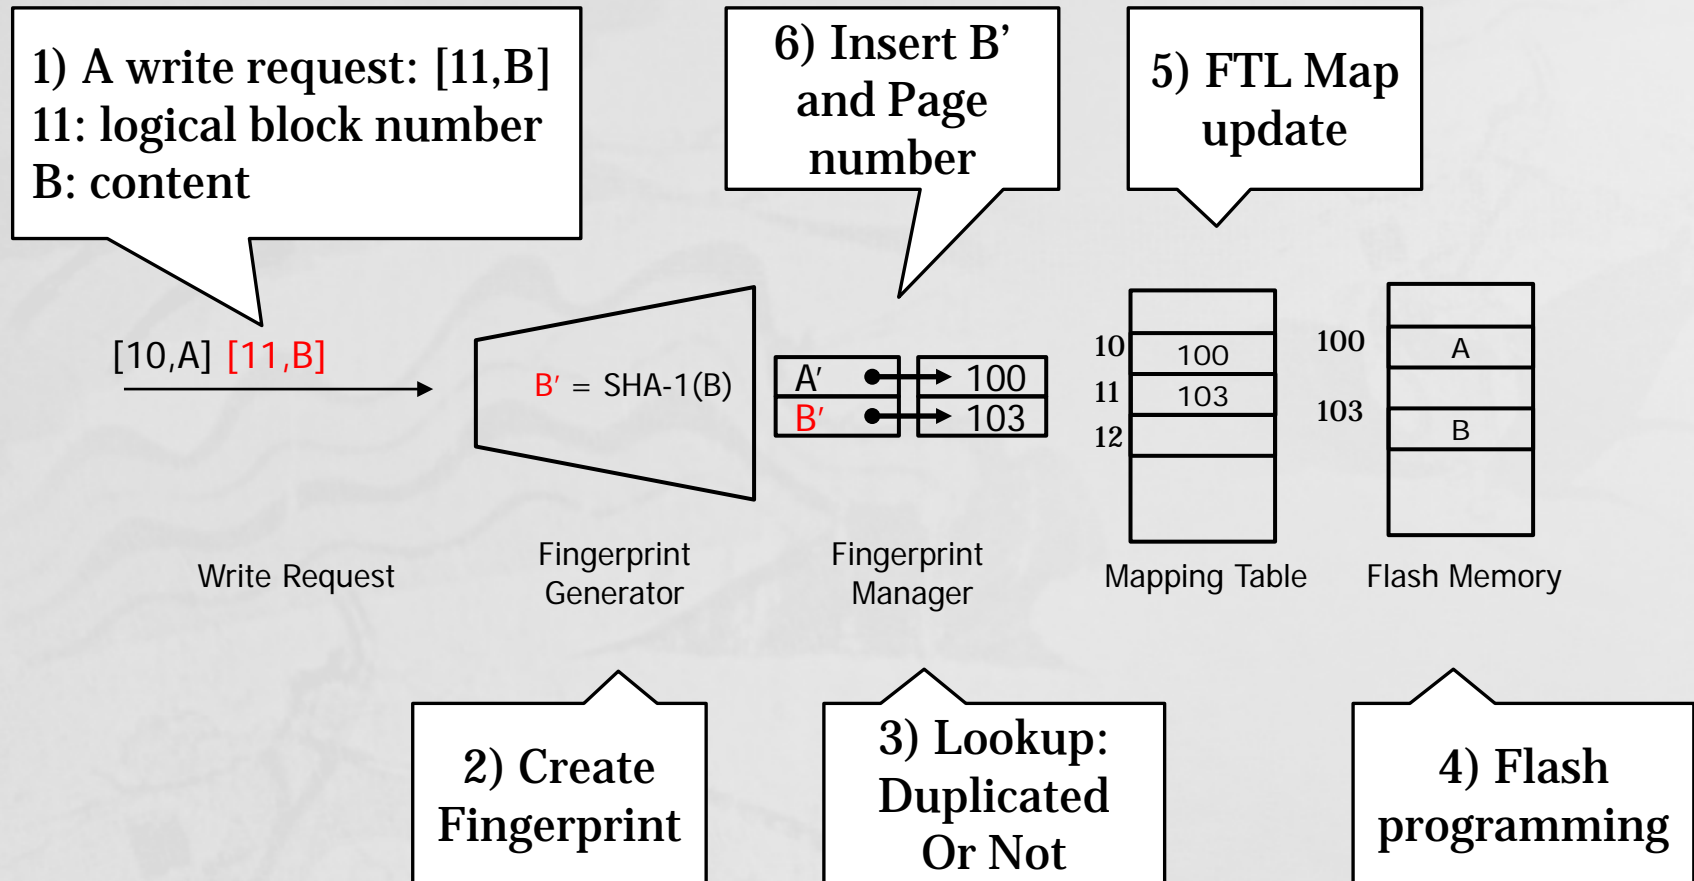 1) A write request: [11,B]
11: logical block number
B: content
6) Insert B’
and Page
number
5) FTL Map
update
[10,A] [11,B]
B′ = SHA-1(B)
A′ 100
B′ 103
10 100
11 103
12
100 A
103 B
Write Request
Fingerprint
Generator
Fingerprint
Manager
Mapping Table
Flash Memory
2) Create
Fingerprint
3) Lookup:
Duplicated
Or Not
4) Flash
programming